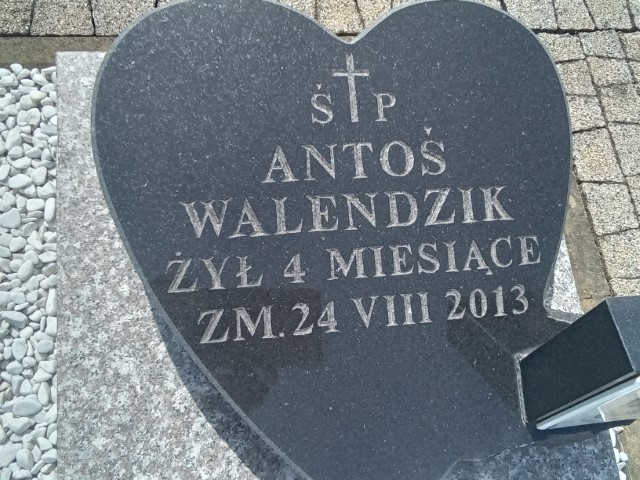 Ś P
ANTOŚ
WALENDZIK
ŻYŁ 4 MIESIĄCE
ZM. 24 VIII 2013